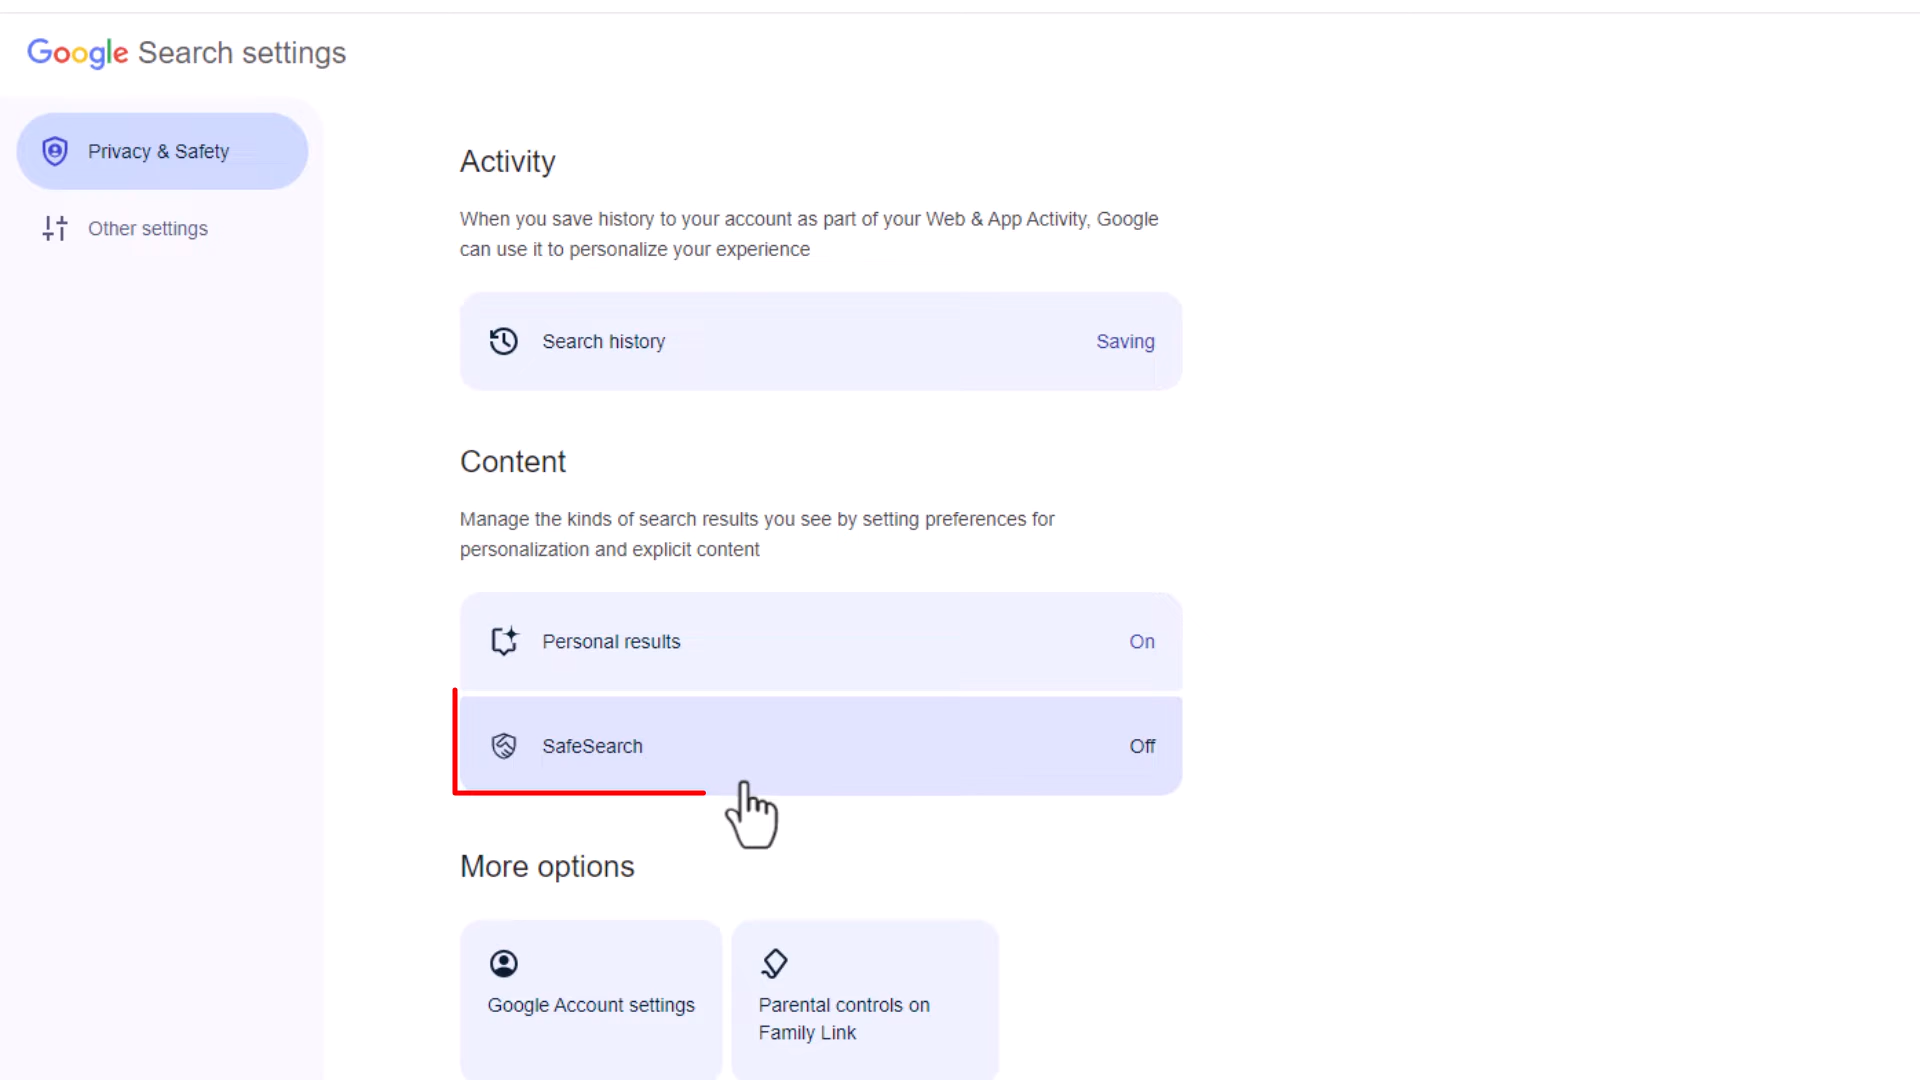 Google Search settings
Privacy & Safety
Other settings
Activity
When you save history to your account as part of your Web & App Activity, Google
can use it to personalize your experience
Search history
Saving
Content
Manage the kinds of search results you see by setting preferences for
personalization and explicit content
Personal results
On
SafeSearch
Off
More options
Google Account settings
Parental controls on
Family Link